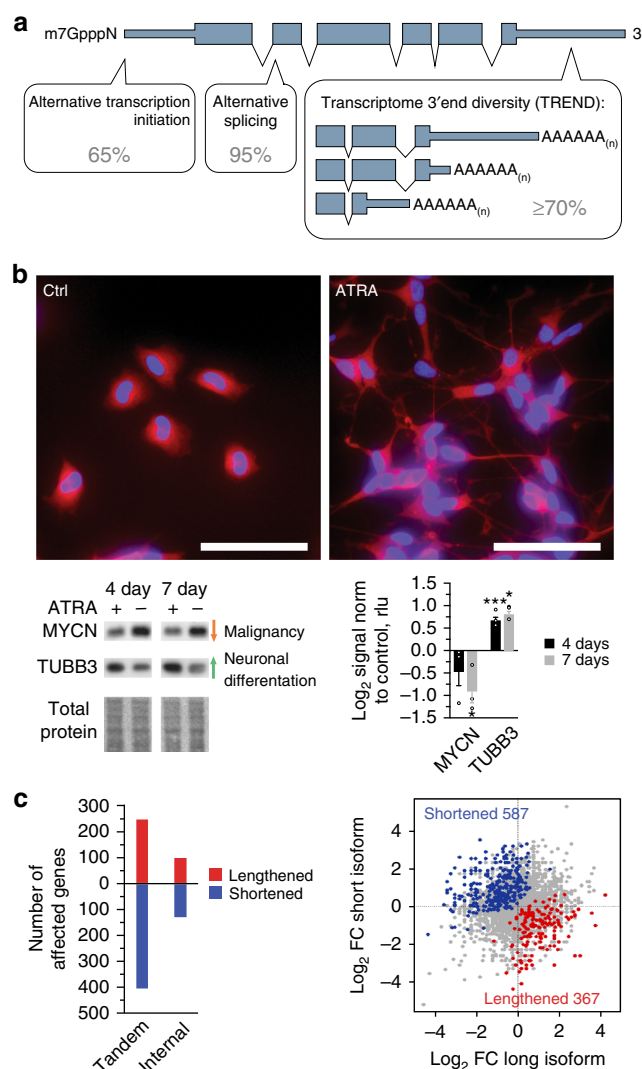 a
m7GpppN
3
Alternative transcription
initiation
65%
Alternative
splicing
95%
Transcriptome 3′end diversity (TREND):
AAAAAA(n)
AAAAAA(n)
AAAAAA(n)
≥70%
b
Ctrl
ATRA
4 day 7 day
ATRA + − + −
MYCN
Malignancy
TUBB3
Neuronal
differentation
Total
protein
Log2 signal norm
to control, rlu
1.5
1.0
0.5
0.0
−0.5
−1.0
−1.5
***
*
*
4 days
7 days
MYCN
TUBB3
c
Number of
affected genes
300
200
100
0
100
200
300
400
500
Lengthened
Shortened
Tandem
Internal
Log2 FC short isoform
4
2
0
−2
−4
Shortened 587
Lengthened 367
−4 −2 0 2 4
Log2 FC long isoform